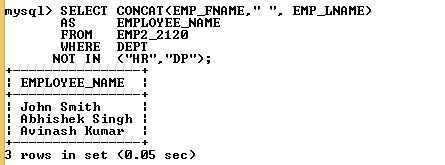 mysql> SELECT CONCAT(EMP_FNAME," ", EMP_LNAME)
AS EMPLOYEE_NAME
FROM EMP2_2120
WHERE DEPT
NOT IN ("HR","DP");
+----------------+
| EMPLOYEE_NAME |
+----------------+
| John Smith |
| Abhishek Singh |
| Avinash Kumar |
+----------------+
3 rows in set (0.05 sec)